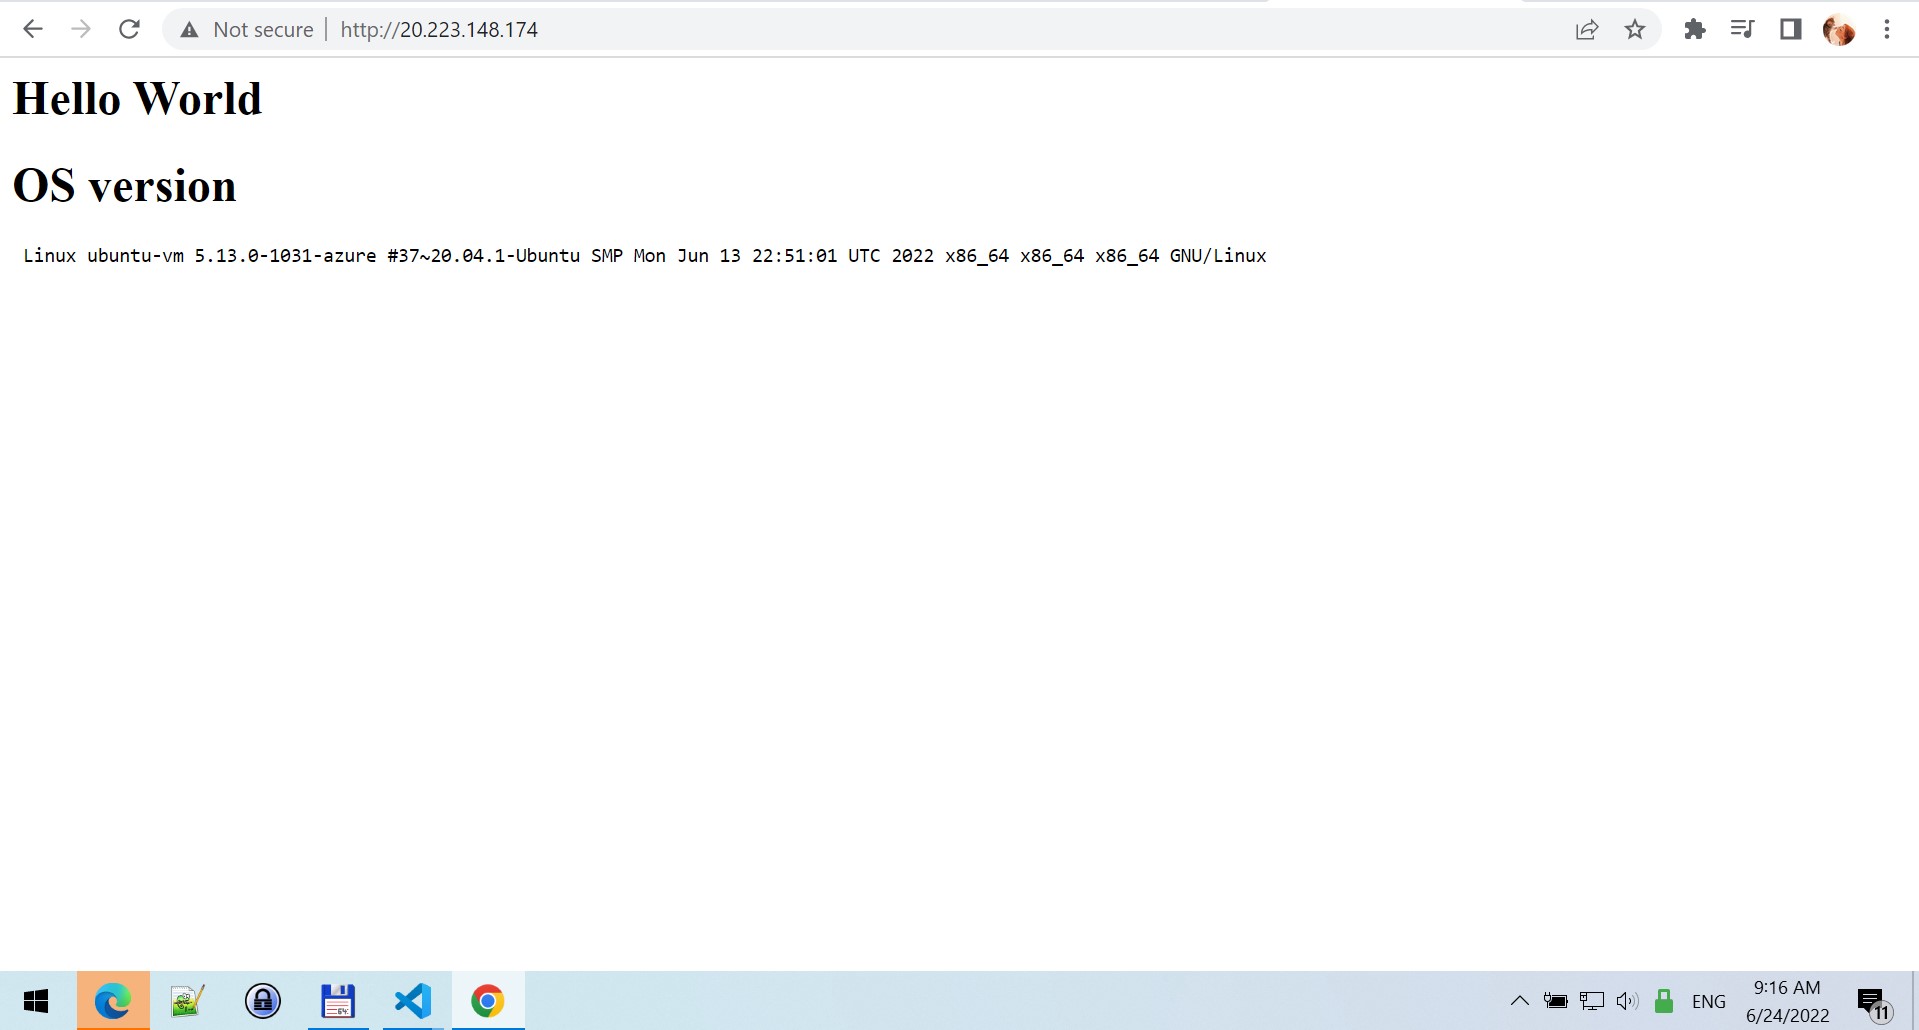 Not secure | http://20.223.148.174
Hello World
OS version
Linux ubuntu-vm 5.13.0-1031-azure #37~20.04.1-Ubuntu SMP Mon Jun 13 22:51:01 UTC 2022 x86_64 x86_64 x86_64 GNU/Linux
64
ENG
9:16 AM
6/24/2022
11